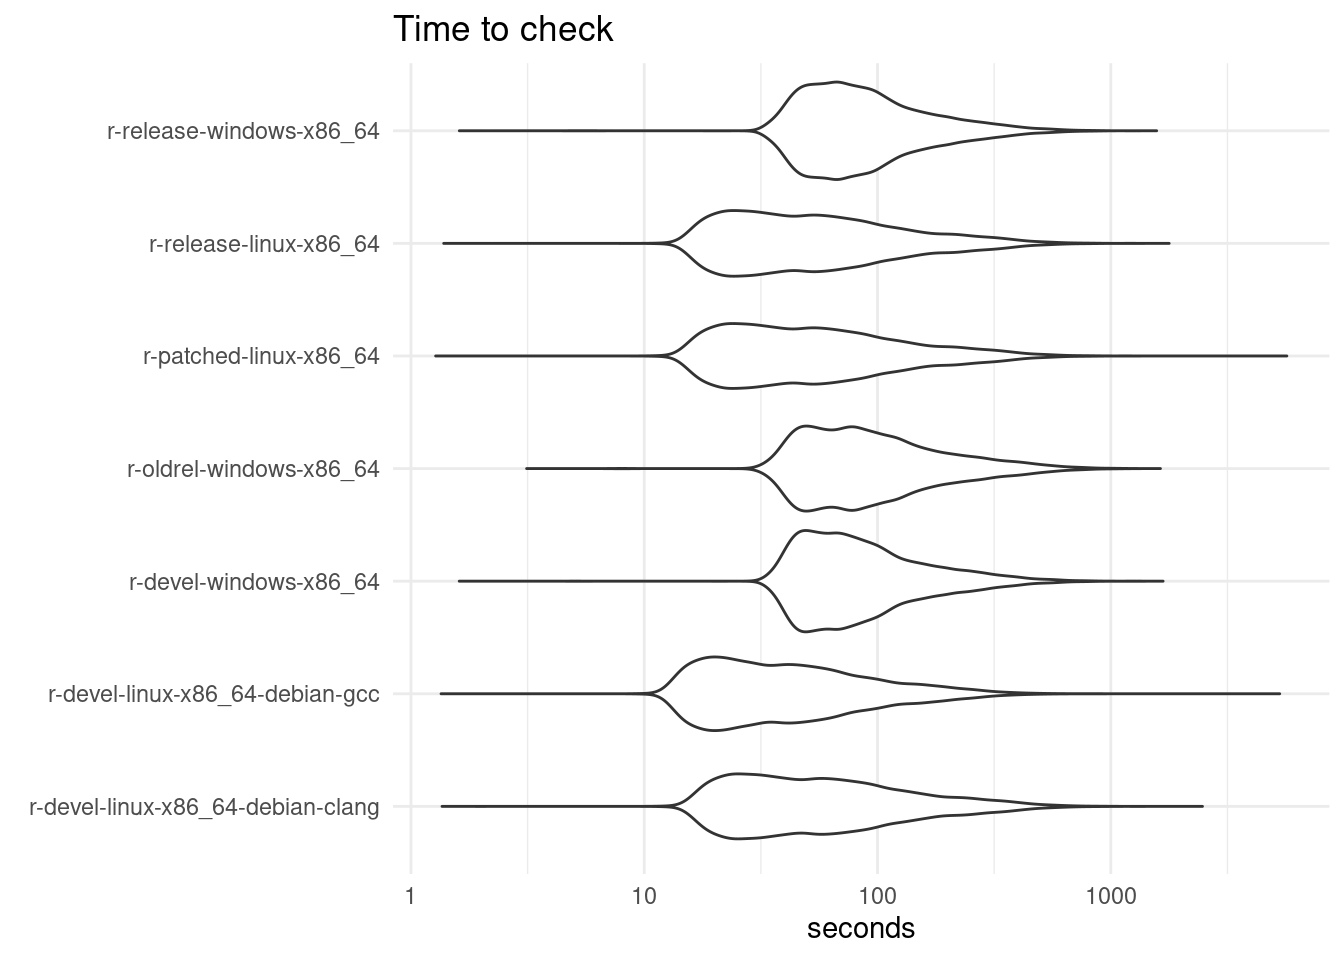 Time to check
r-release-windows-x86_64
r-release-linux-x86_64
r-patched-linux-x86_64
r-oldrel-windows-x86_64
r-devel-windows-x86_64
r-devel-linux-x86_64-debian-gcc
r-devel-linux-x86_64-debian-clang
1 10 100 1000
seconds